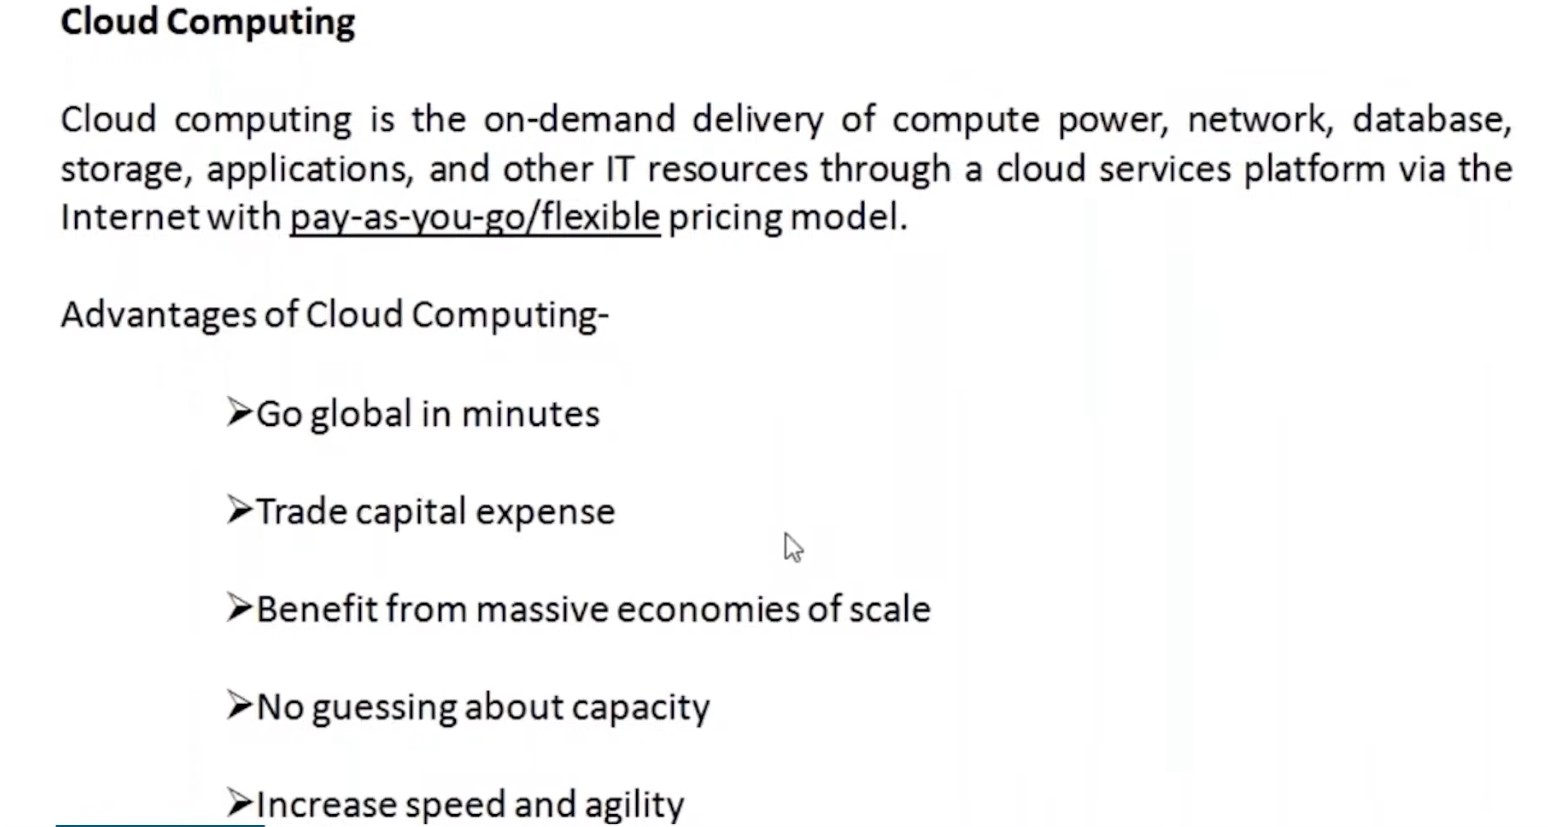 Cloud Computing
Cloud computing is the on-demand delivery of compute power, network, database,
storage, applications, and other IT resources through a cloud services platform via the
Internet with pay-as-you-go/flexible pricing model.
Advantages of Cloud Computing-
➢Go global in minutes
➢Trade capital expense
➢Benefit from massive economies of scale
➢No guessing about capacity
➢Increase speed and agility